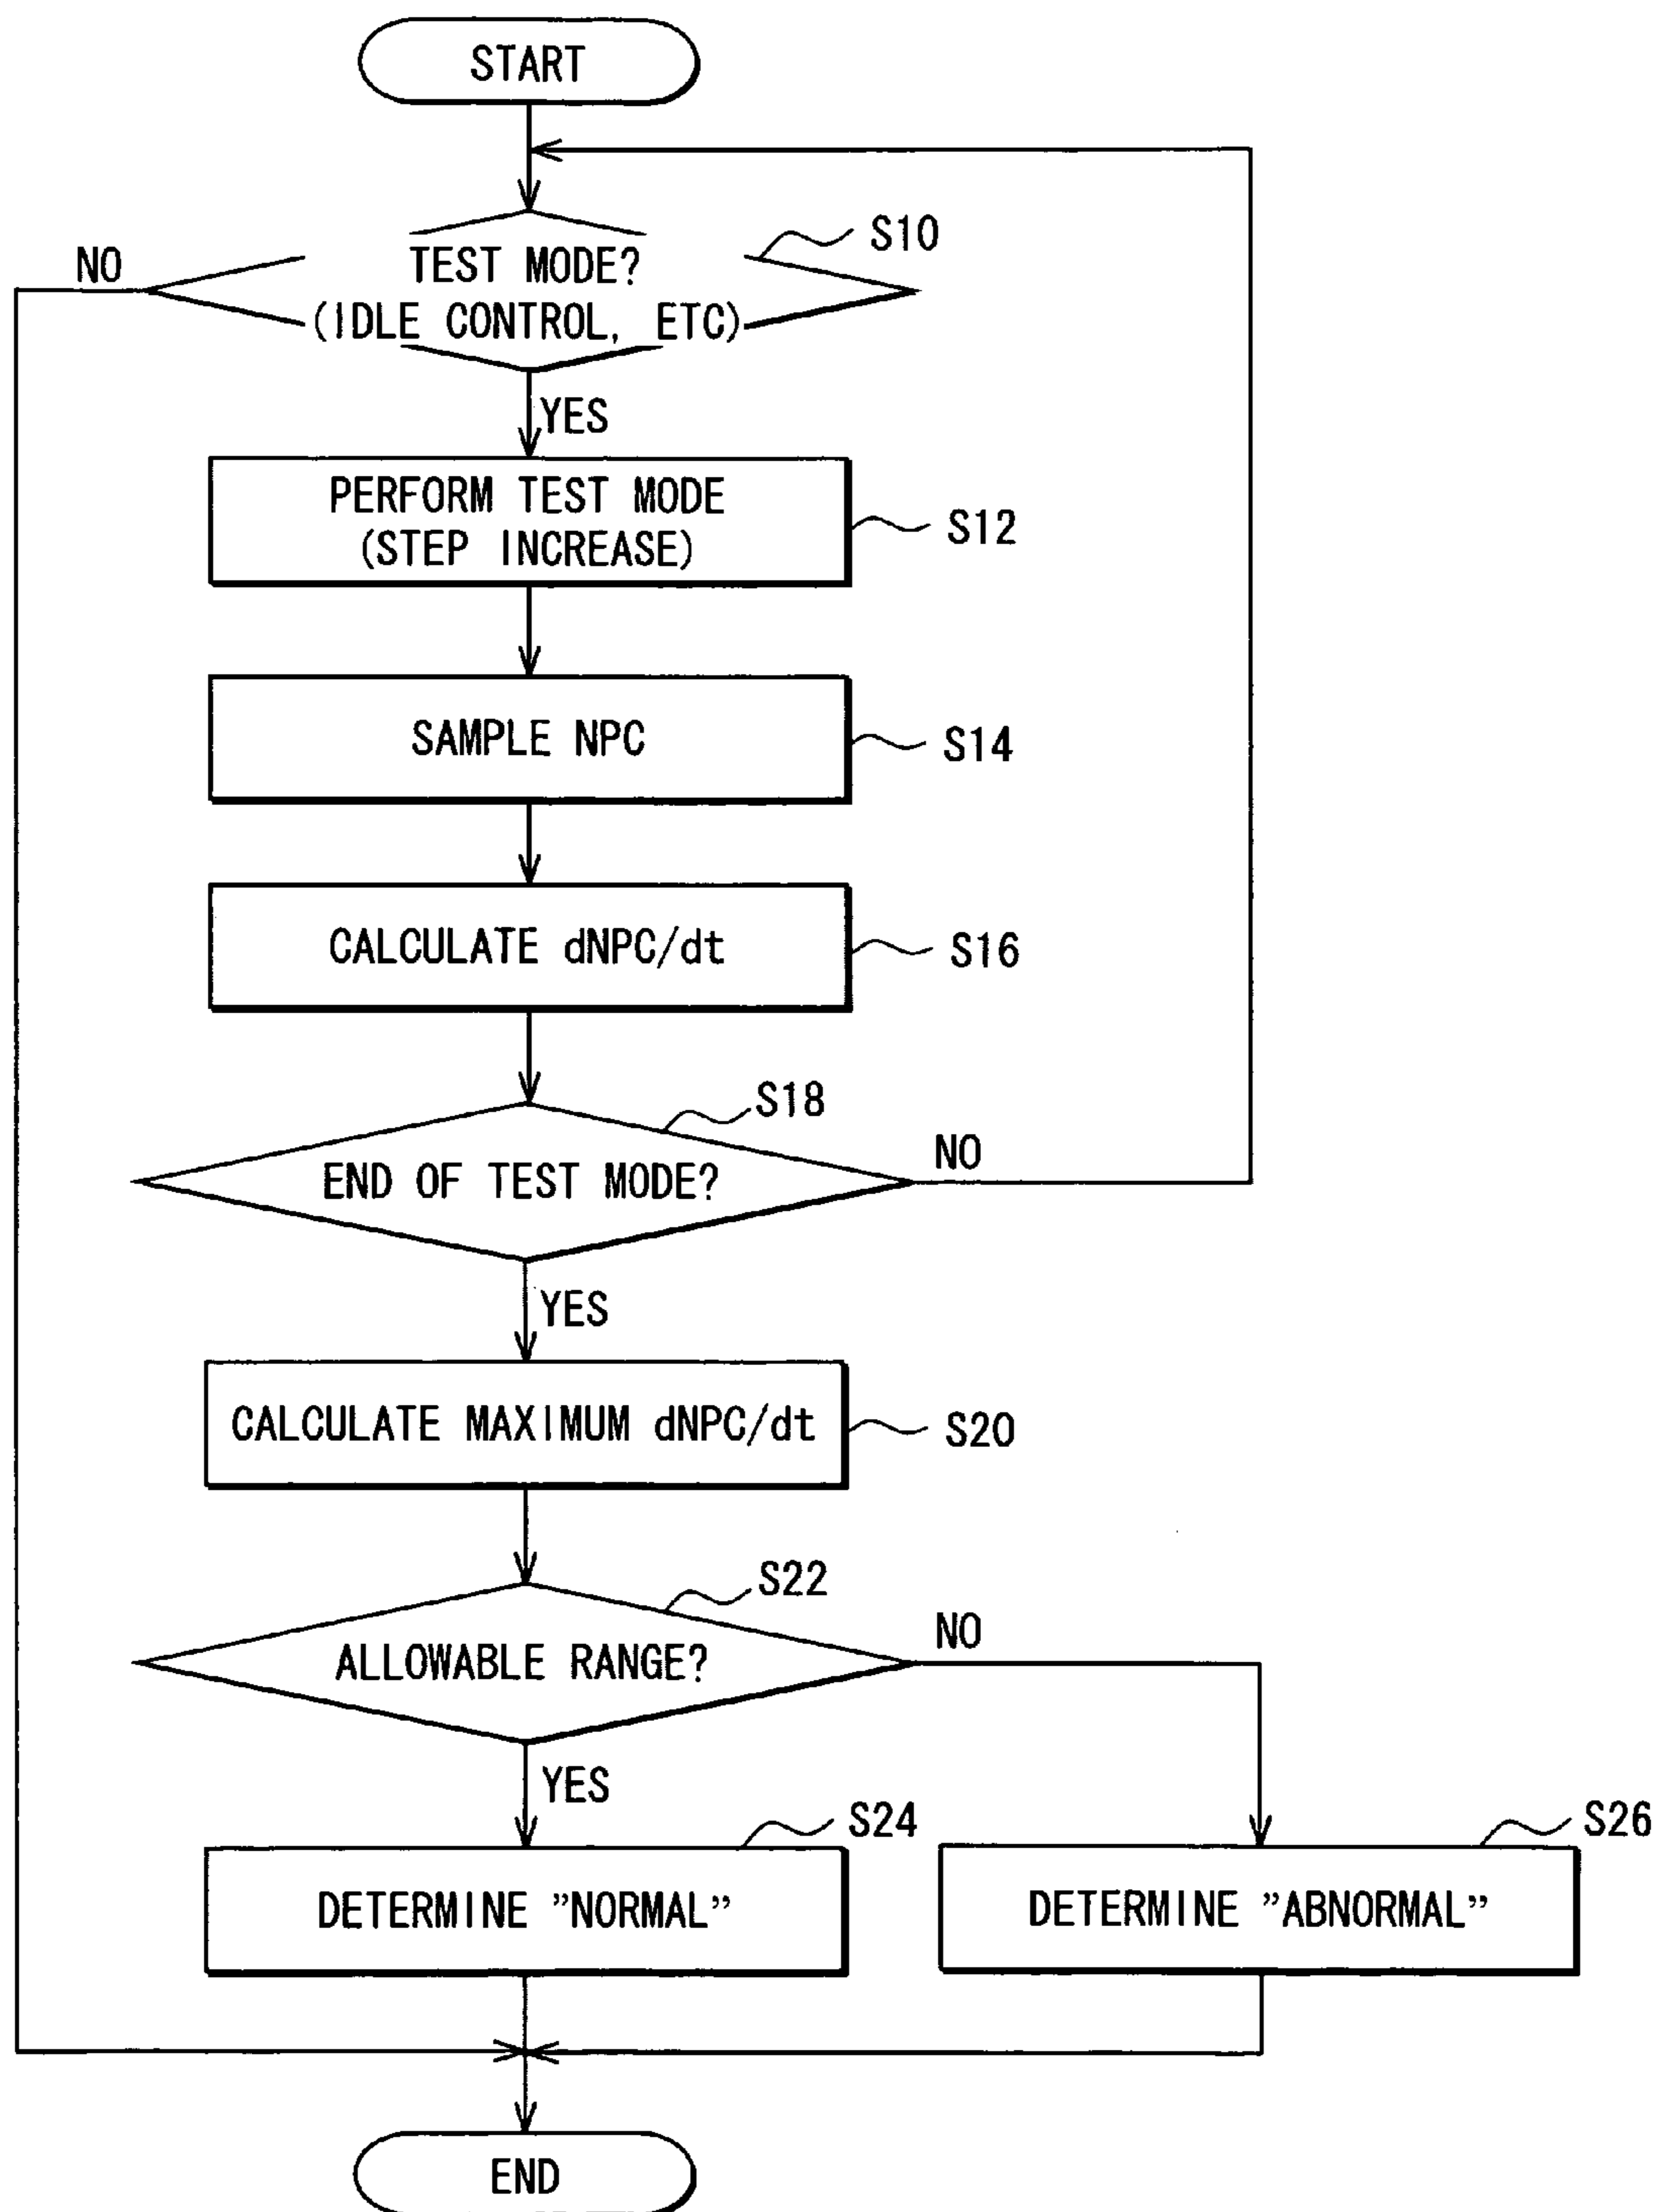 START
TEST MODE?
(IDLE CONTROL, ETC)
S10
NO
YES
PERFORM TEST MODE
(STEP INCREASE)
S12
SAMPLE NPC
S14
CALCULATE dNPC/dt
S16
S18
END OF TEST MODE?
NO
YES
CALCULATE MAXIMUM dNPC/dt
S20
S22
ALLOWABLE RANGE?
NO
YES
S24
DETERMINE ”NORMAL”
S26
DETERMINE ”ABNORMAL”
END